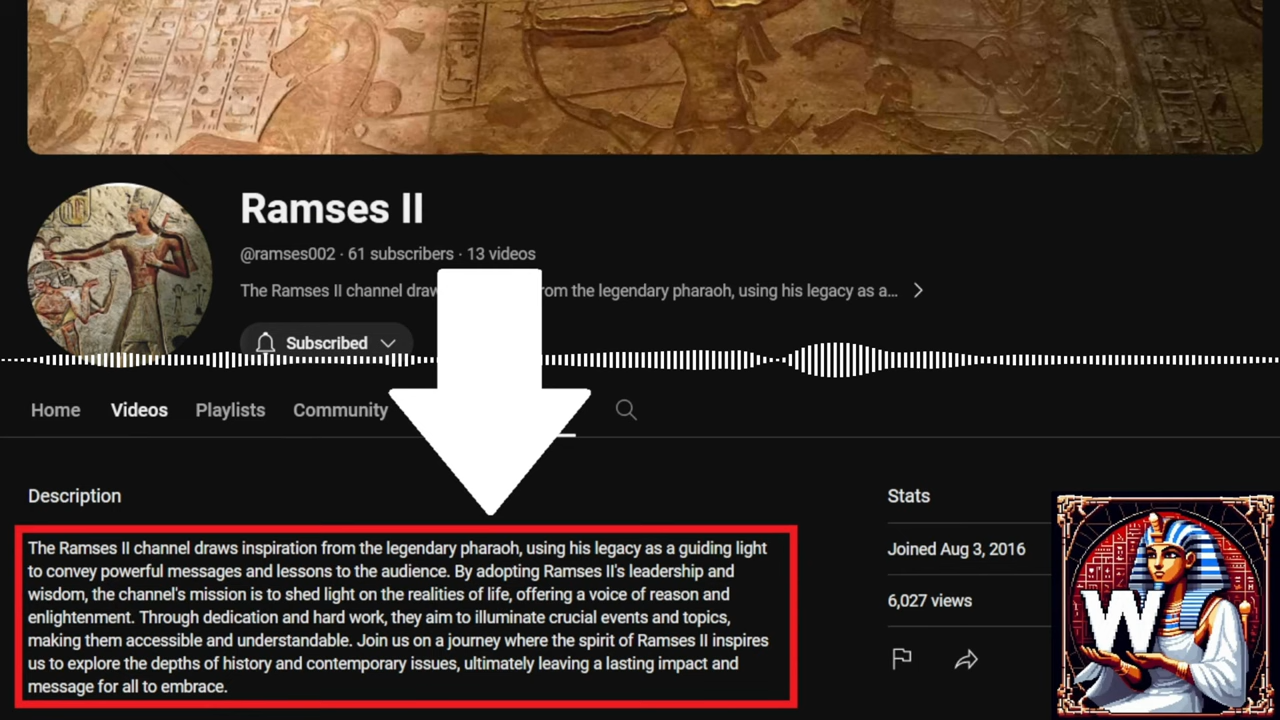 Ramses II
@ramses002 · 61 subscribers · 13 videos
The Ramses II channel om the legendary pharaoh, using his legacy as a...
Subscribed
Home Videos Playlists Community
Description
The Ramses II channel draws inspiration from the legendary pharaoh, using his legacy as a guiding light
to convey powerful messages and lessons to the audience. By adopting Ramses II's leadership and
wisdom, the channel's mission is to shed light on the realities of life, offering a voice of reason and
enlightenment. Through dedication and hard work, they aim to illuminate crucial events and topics,
making them accessible and understandable. Join us on a journey where the spirit of Ramses II inspires
us to explore the depths of history and contemporary issues, ultimately leaving a lasting impact and
message for all to embrace.
Stats
Joined Aug 3, 2016
6,027 views
W